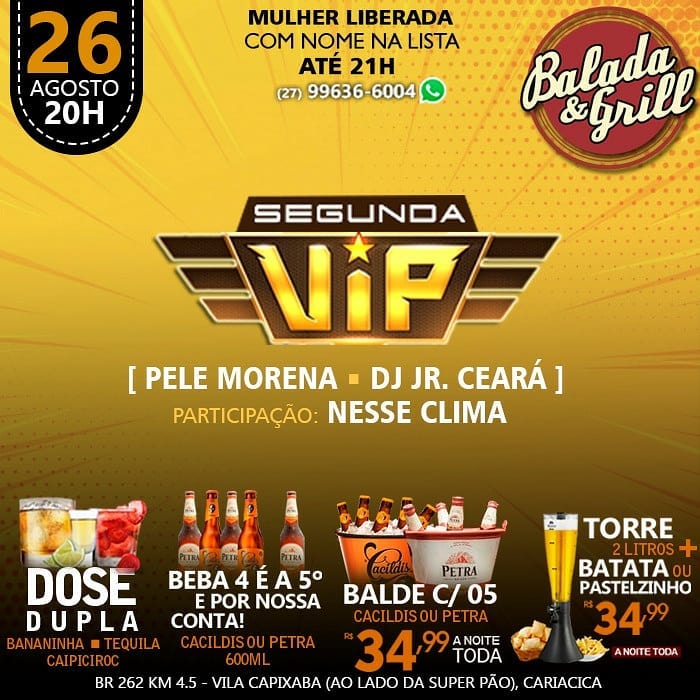 26
AGOSTO
20H
MULHER LIBERADA
COM NOME NA LISTA
ATÉ 21H
(27) 99636-6004
Balada
& Grill
SEGUNDA
ViP
[ PELE MORENA ▪ DJ JR. CEARÁ ]
PARTICIPAÇÃO: NESSE CLIMA
DOSE
DUPLA
BANANINHA ▪ TEQUILA
CAIPICIROC
PETRA
BEBA 4 É A 5º
E POR NOSSA
CONTA!
CACILDIS OU PETRA
600ML
Cacildis
PETRA
BALDE C/ 05
CACILDIS OU PETRA
R$ 34,99 A NOITE
TODA
TORRE
2 LITROS +
BATATA OU
PASTELZINHO
R$ 34,99
A NOITE TODA
BR 262 KM 4.5 - VILA CAPIXABA (AO LADO DA SUPER PÃO), CARIACICA